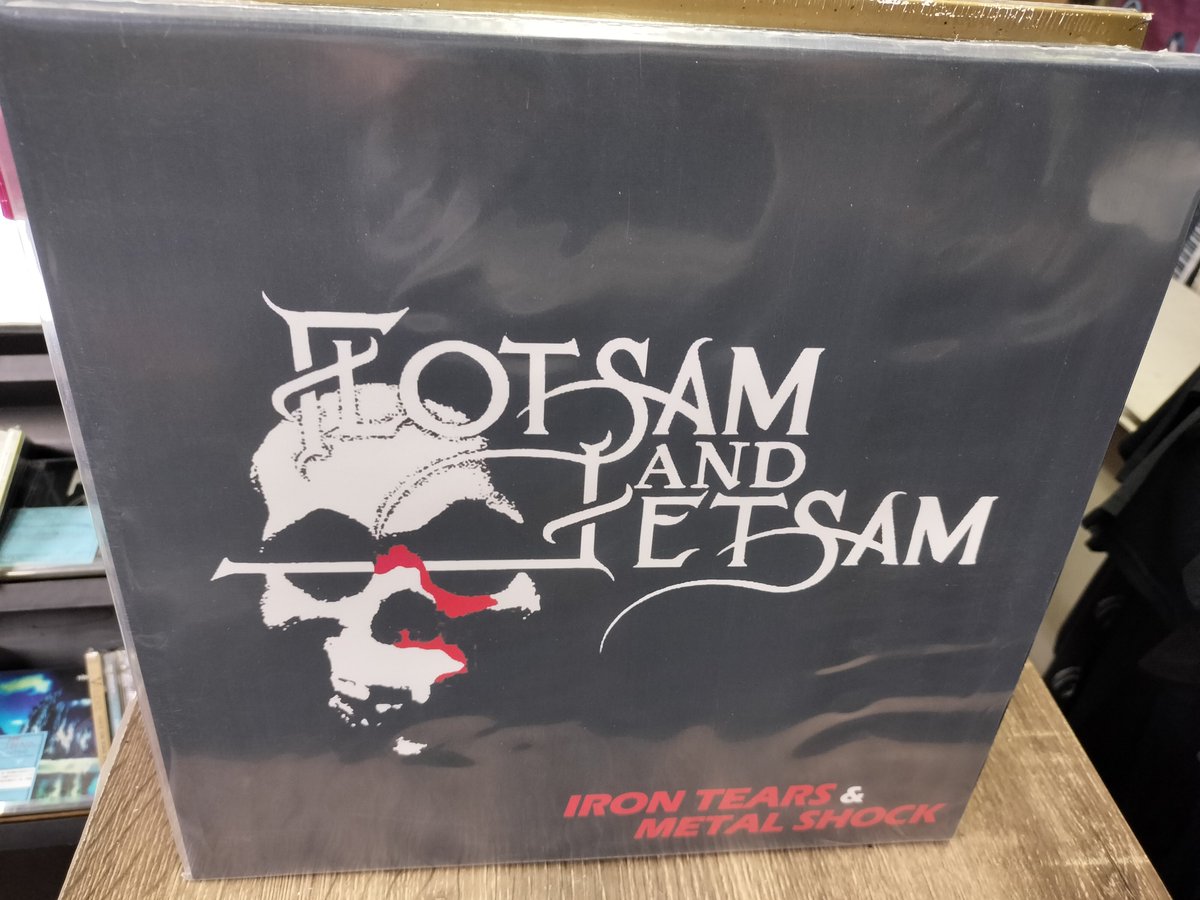 FLOTSAM
AND
JETSAM
IRON TEARS &
METAL SHOCK